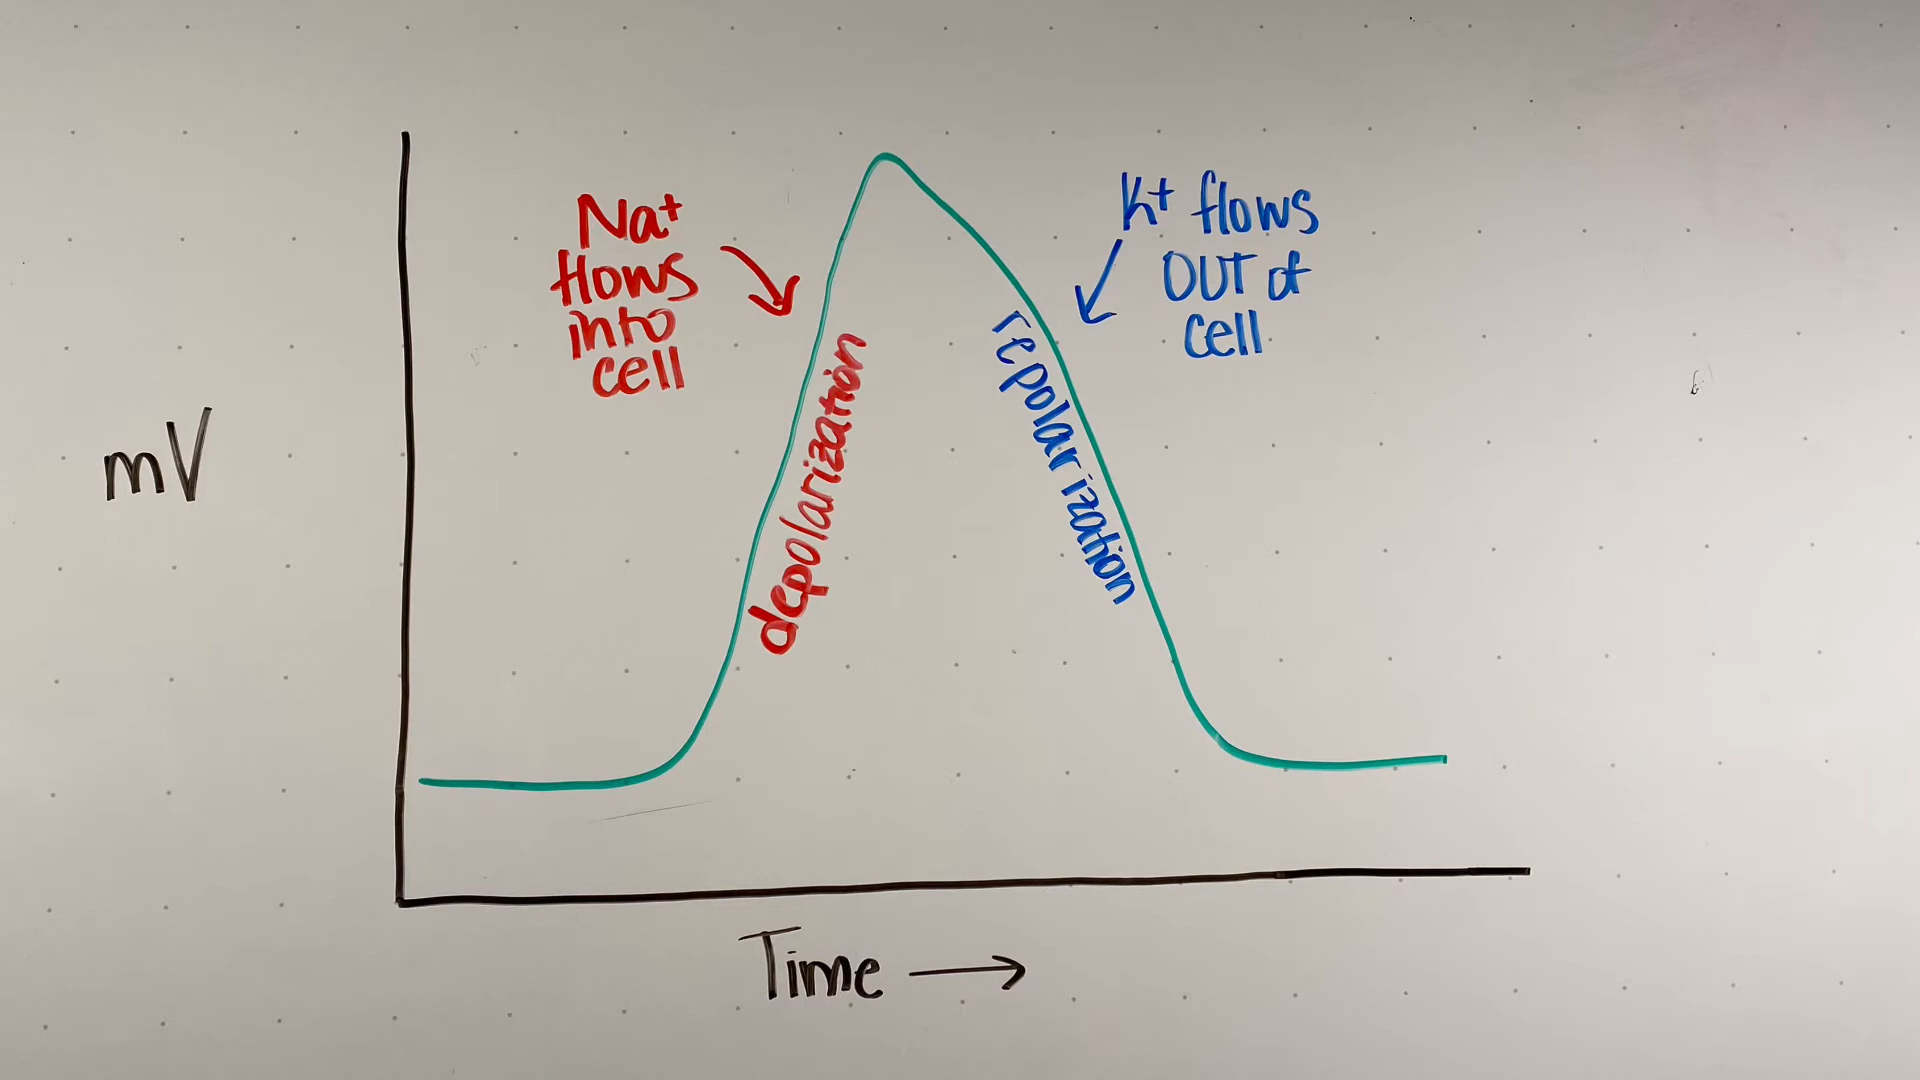 Na+
flows
into
cell
K+ flows
OUT of
cell
depolarization
repolarization
mV
Time →